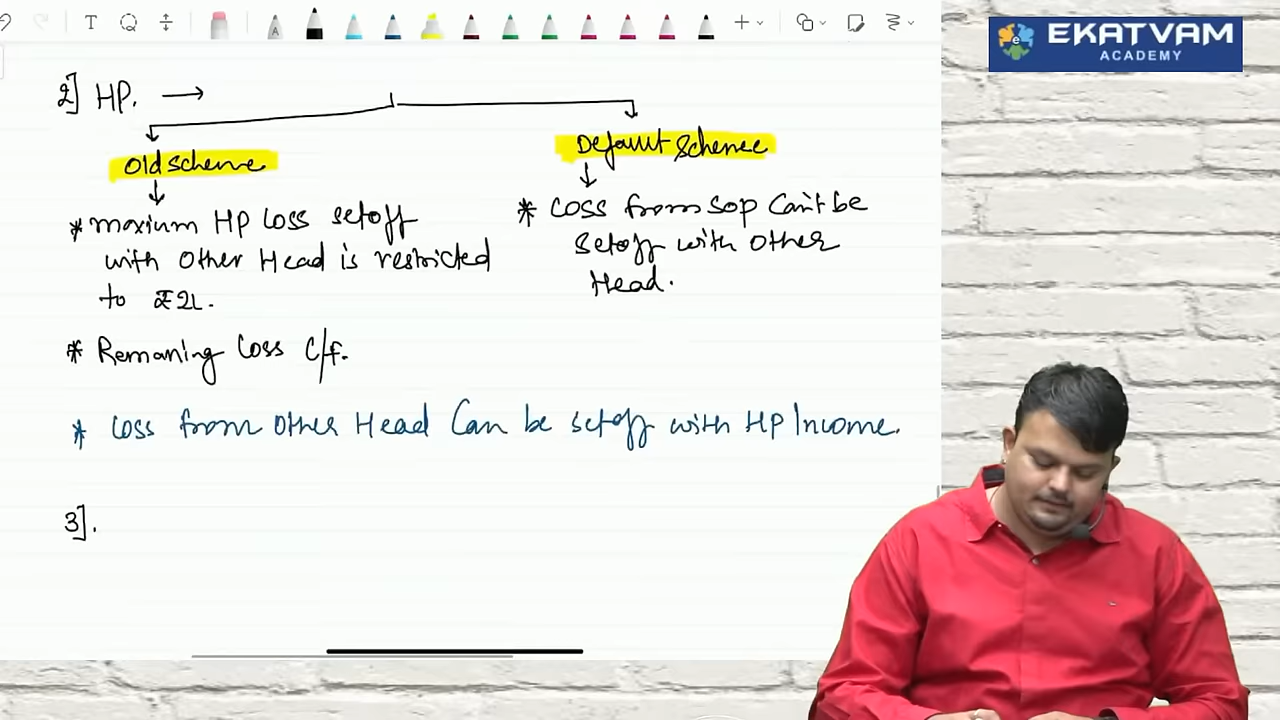 T
A
EKATVAM
ACADEMY
2] HP. →
Old scheme
Default Scheme
* maxium HP Loss setoff
with Other Head is restricted
to ₹2L.
* Remaning Loss c/f.
* Loss from SOP Can't be
Setoff with Other
Head.
* Loss from Other Head Can be setoff with HP Income.
3].